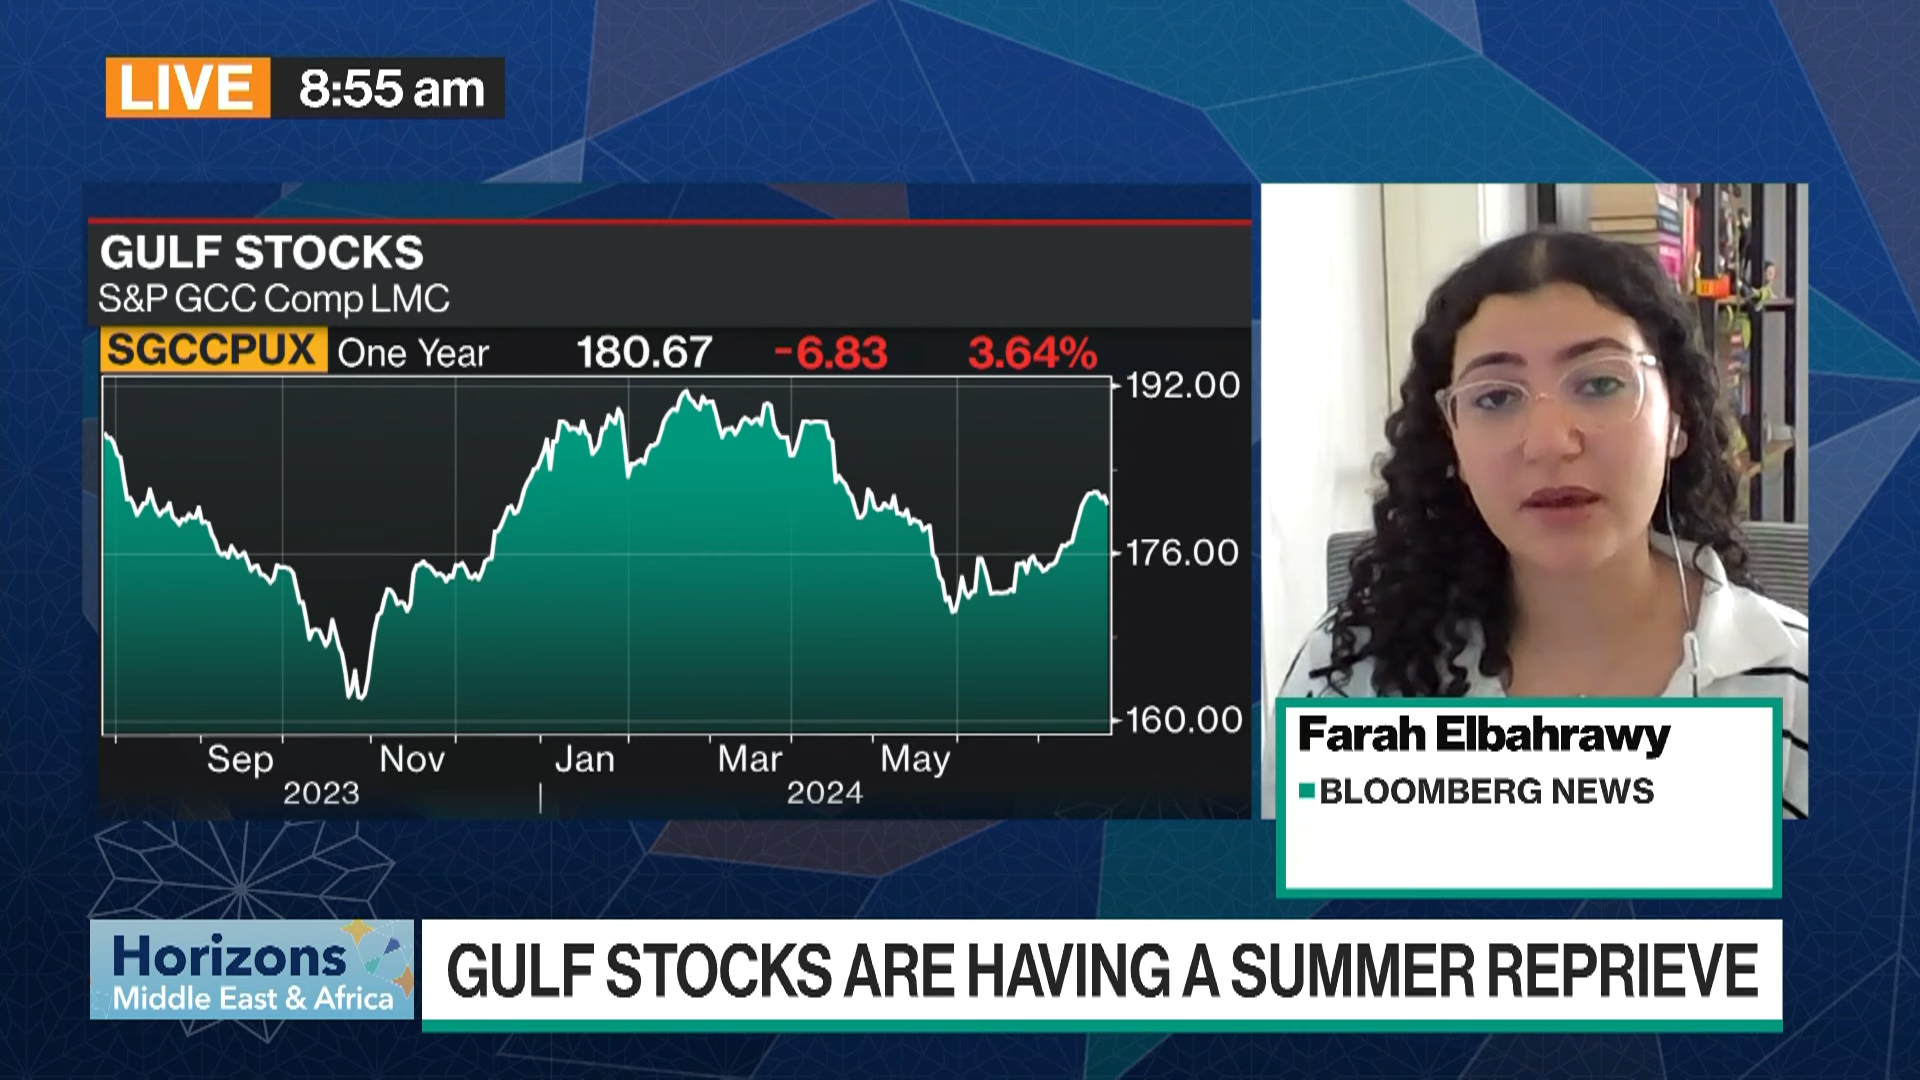 LIVE 8:55 am
GULF STOCKS
S&P GCC Comp LMC
SGCCPUX One Year 180.67 -6.83 3.64%
192.00
176.00
160.00
Sep Nov Jan Mar May
2023 2024
Farah Elbahrawy
BLOOMBERG NEWS
Horizons
Middle East & Africa
GULF STOCKS ARE HAVING A SUMMER REPRIEVE